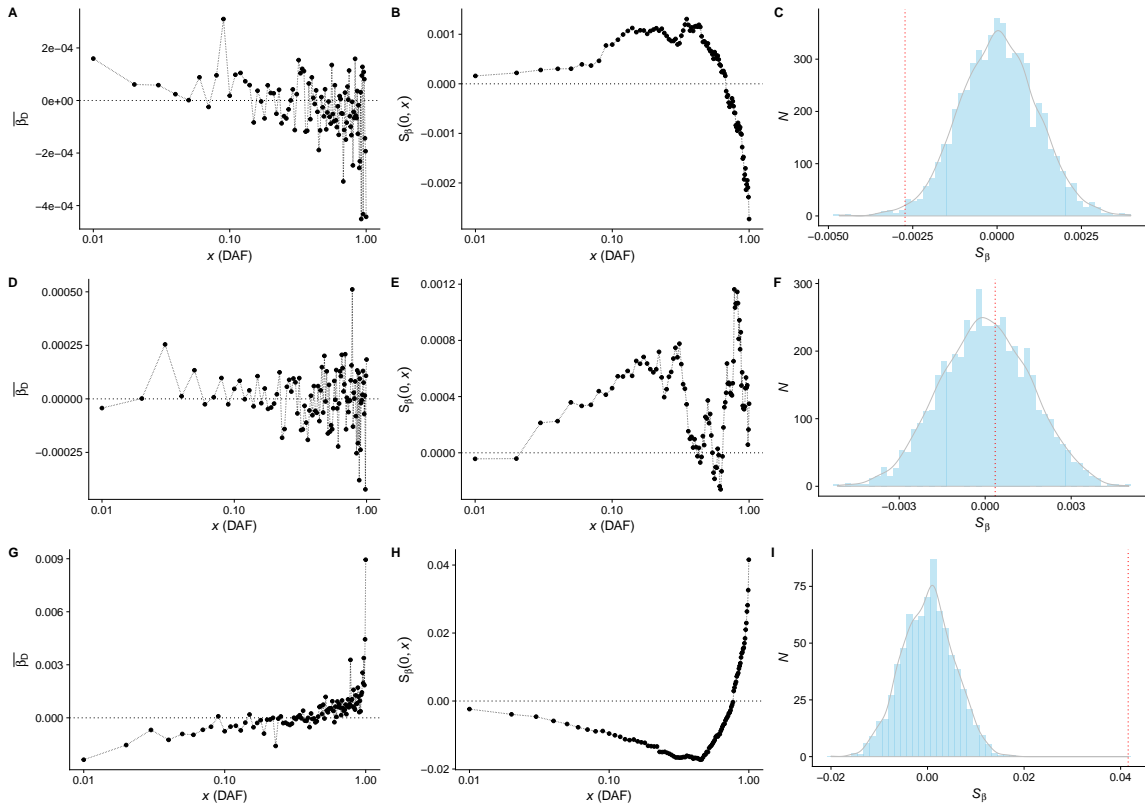 A
2e−04
0e+00
−2e−04
−4e−04
β̅D
0.01
0.10
1.00
x (DAF)
B
0.001
0.000
−0.001
−0.002
Sβ(0, x)
0.01
0.10
1.00
x (DAF)
C
300
200
100
0
N
−0.0050
−0.0025
0.0000
0.0025
Sβ
D
0.00050
0.00025
0.00000
−0.00025
β̅D
0.01
0.10
1.00
x (DAF)
E
0.0012
0.0008
0.0004
0.0000
Sβ(0, x)
0.01
0.10
1.00
x (DAF)
F
300
200
100
0
N
−0.003
0.000
0.003
Sβ
G
0.009
0.006
0.003
0.000
β̅D
0.01
0.10
1.00
x (DAF)
H
0.04
0.02
0.00
−0.02
Sβ(0, x)
0.01
0.10
1.00
x (DAF)
I
75
50
25
0
N
−0.02
0.00
0.02
0.04
Sβ